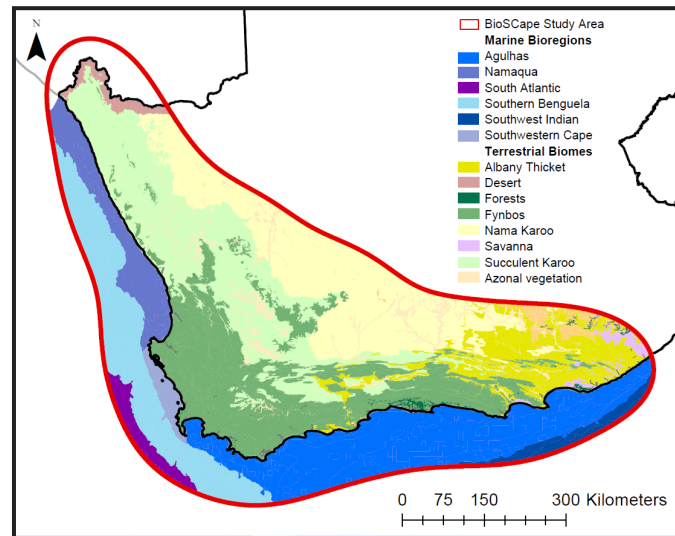 N
BioSCape Study Area
Marine Bioregions
Agulhas
Namaqua
South Atlantic
Southern Benguela
Southwest Indian
Southwestern Cape
Terrestrial Biomes
Albany Thicket
Desert
Forests
Fynbos
Nama Karoo
Savanna
Succulent Karoo
Azonal vegetation
0 75 150 300 Kilometers